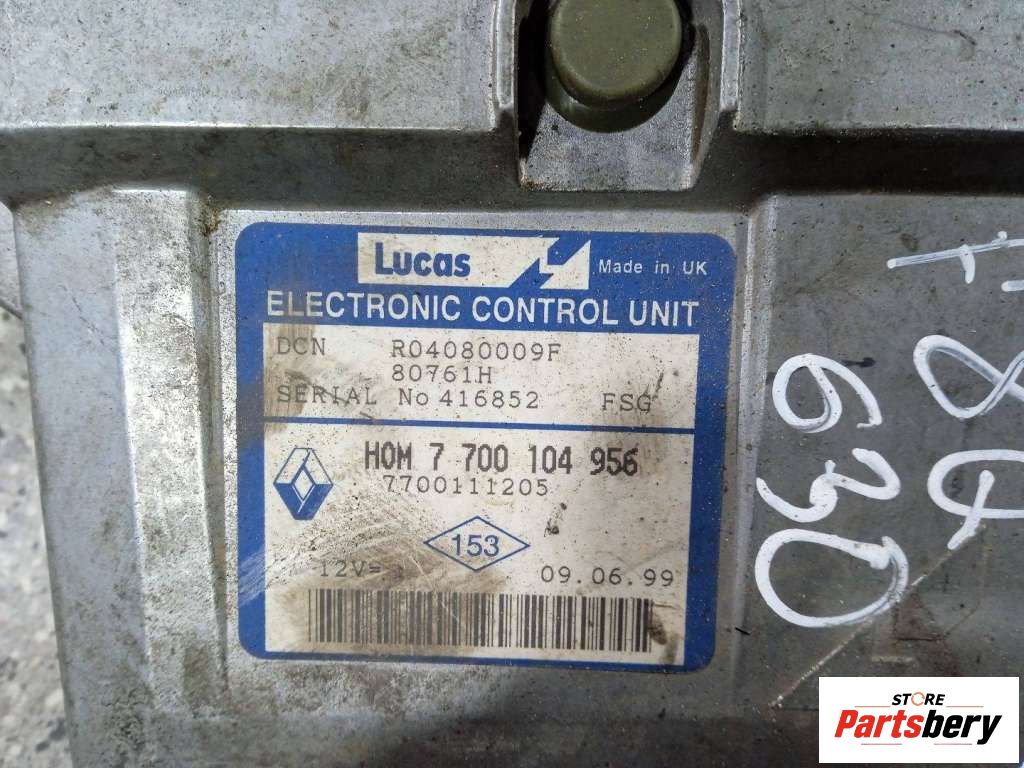 Lucas
Made in UK
ELECTRONIC CONTROL UNIT
DCN R04080009F
80761H
SERIAL No 416852 FSG
HOM 7 700 104 956
7700111205
153
12V=
09.06.99
630
STORE
Partsbery